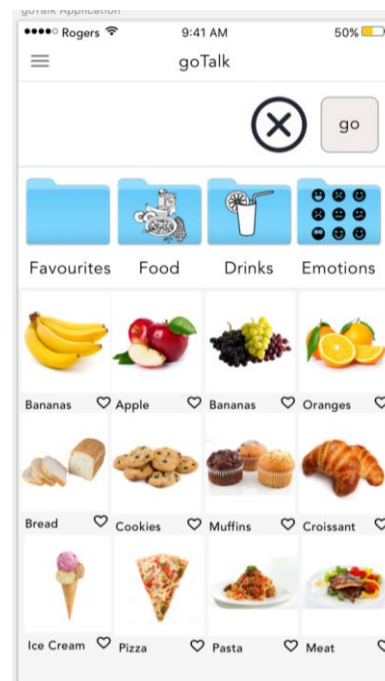 goTalk Application
Rogers 9:41 AM 50%
goTalk
go
Favourites Food Drinks Emotions
Bananas Apple Bananas Oranges
Bread Cookies Muffins Croissant
Ice Cream Pizza Pasta Meat